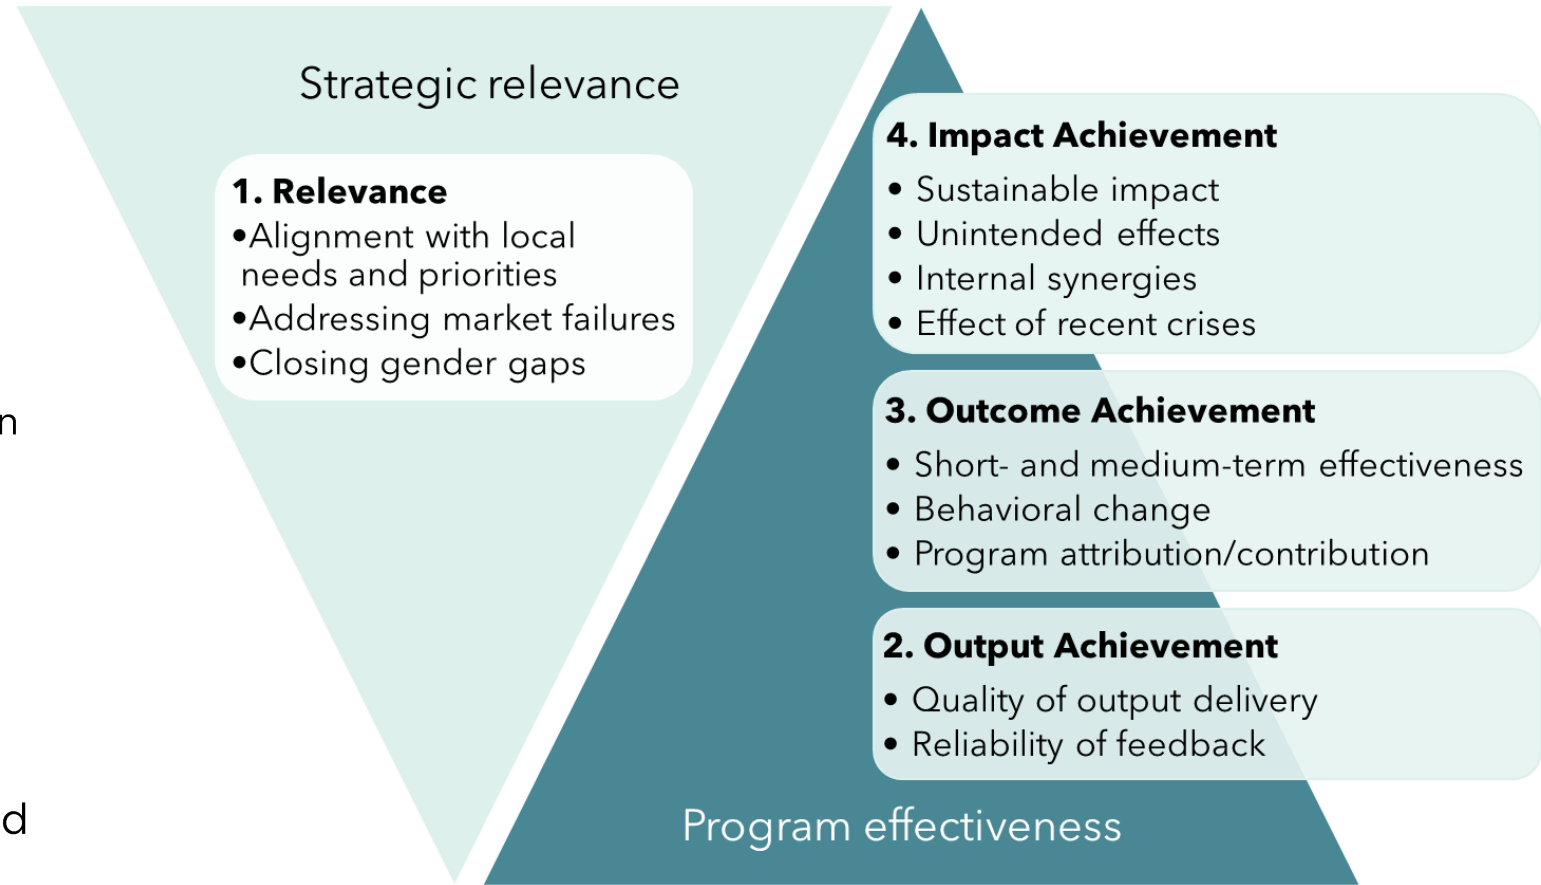 Strategic relevance
1. Relevance
•Alignment with local
needs and priorities
•Addressing market failures
•Closing gender gaps
n
d
4. Impact Achievement
• Sustainable impact
• Unintended effects
• Internal synergies
• Effect of recent crises
3. Outcome Achievement
• Short- and medium-term effectiveness
• Behavioral change
• Program attribution/contribution
2. Output Achievement
• Quality of output delivery
• Reliability of feedback
Program effectiveness